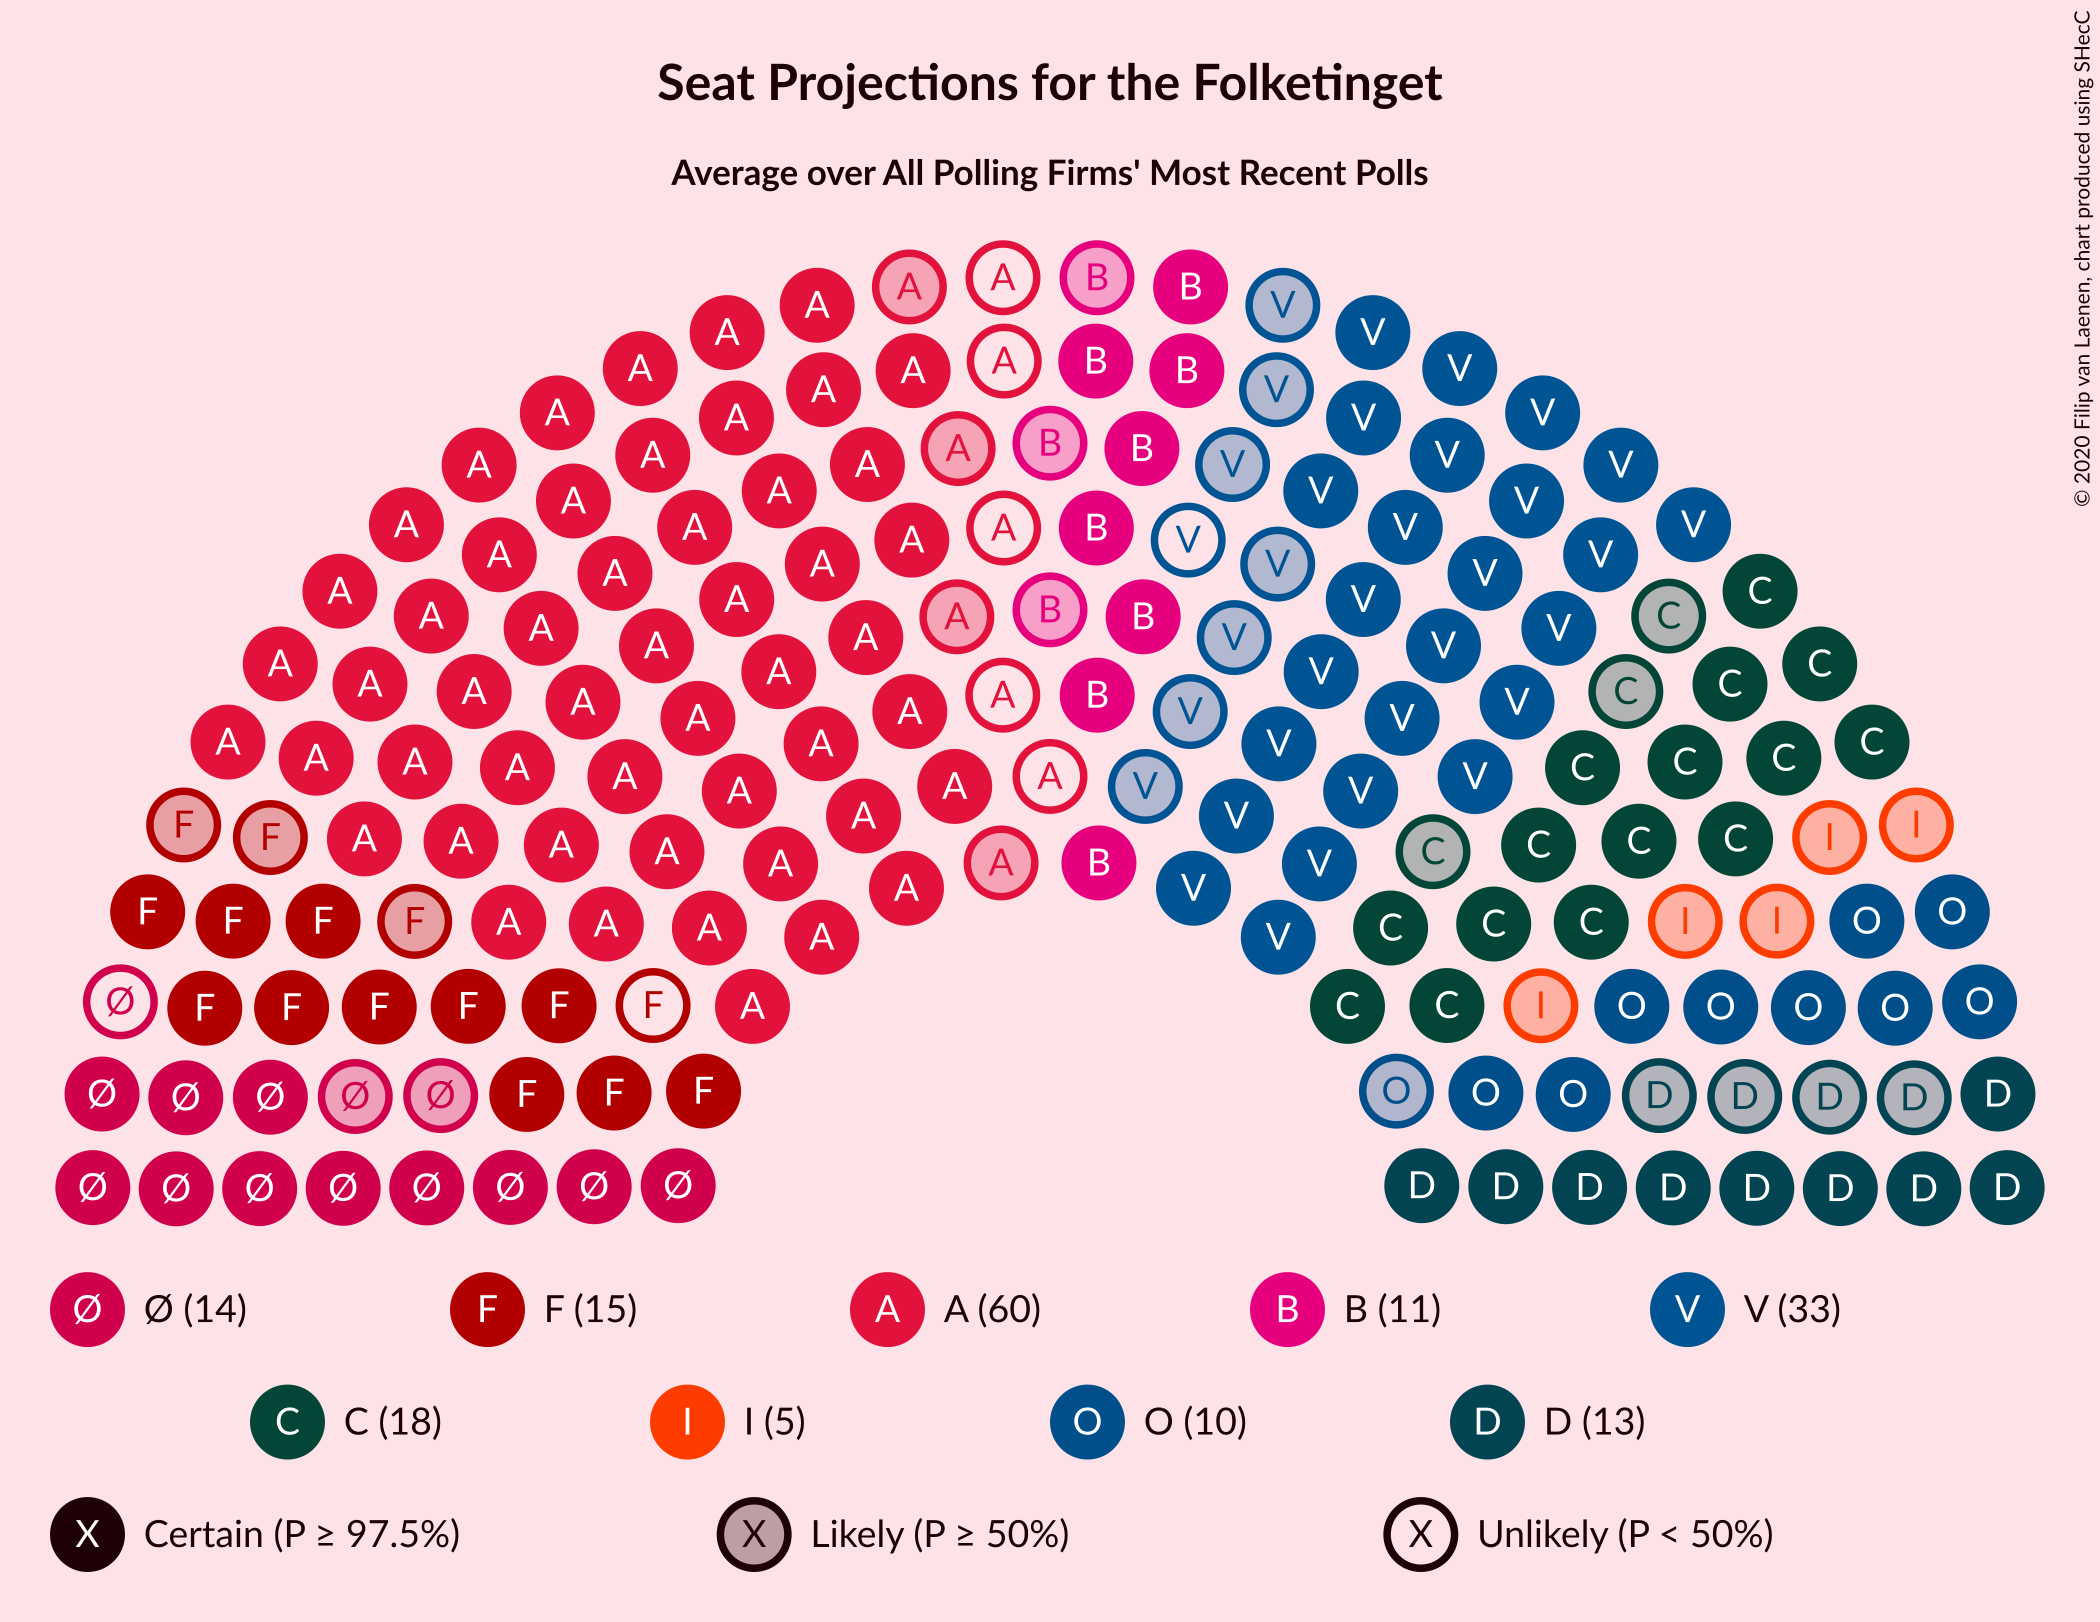 Seat Projections for the Folketinget
Average over All Polling Firms' Most Recent Polls
© 2020 Filip van Laenen, chart produced using SHecC
A A B B
A V
A A A B B V
A V V
A A A B B V V
A A V V
A A A A B V V V V
A A V V
A A A A A B B V V V V C
A A V V C
A A A A A A B V V V V C C
A A V V C C
A A A A A A A V V V V C C C
F F A A A A A A B V C C C C I I
F F F F A A A A A V V C C C I I O O
Ø F F F F F F A C C I O O O O O
Ø Ø Ø Ø Ø F F F O O O D D D D D
Ø Ø Ø Ø Ø Ø Ø Ø D D D D D D D D
Ø Ø (14) F F (15) A A (60) B B (11) V V (33)
C C (18) I I (5) O O (10) D D (13)
X Certain (P ≥ 97.5%) X Likely (P ≥ 50%) X Unlikely (P < 50%)